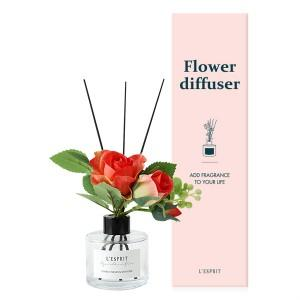 Flower
diffuser
ADD FRAGRANCE
TO YOUR LIFE
L'ESPRIT
L'ESPRIT